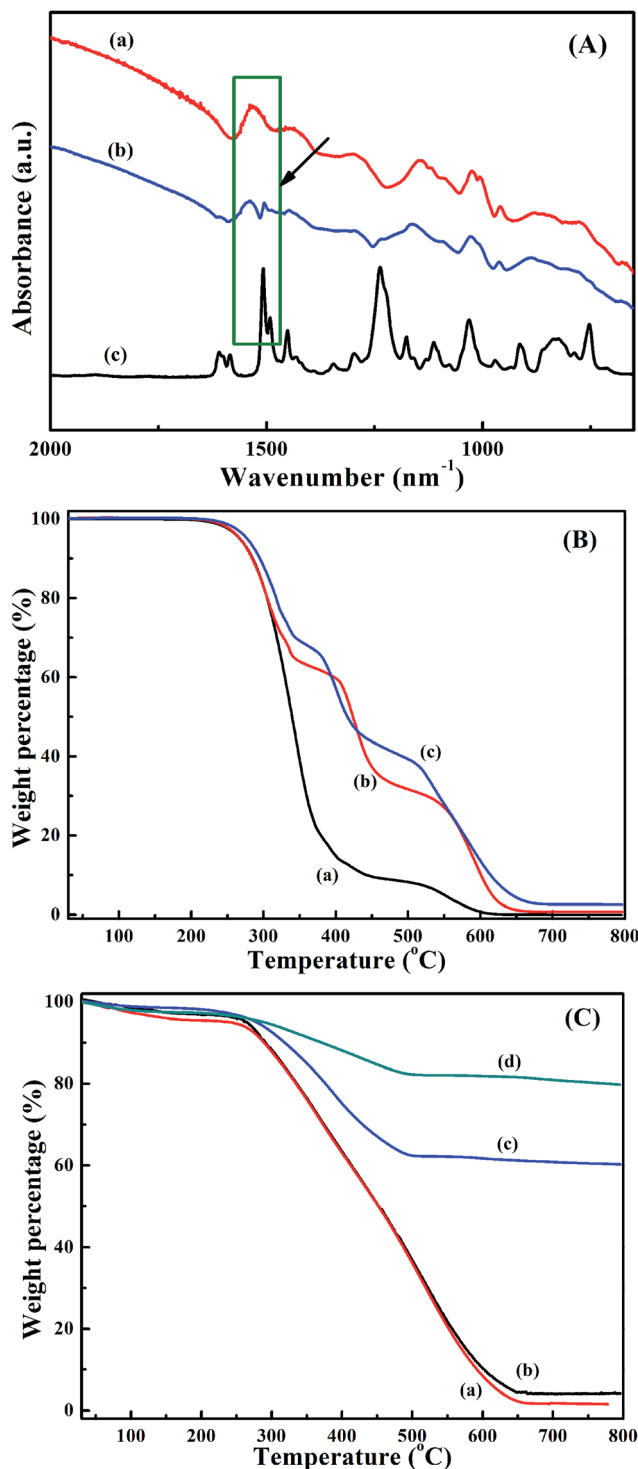 (a)
(A)
(b)
(c)
Absorbance (a.u.)
2000
1500
1000
Wavenumber (nm⁻¹)
100
80
60
40
20
0
Weight percentage (%)
(B)
(c)
(b)
(a)
100
200
300
400
500
600
700
800
Temperature (°C)
100
80
60
40
20
0
Weight percentage (%)
(C)
(d)
(c)
(b)
(a)
100
200
300
400
500
600
700
800
Temperature (°C)